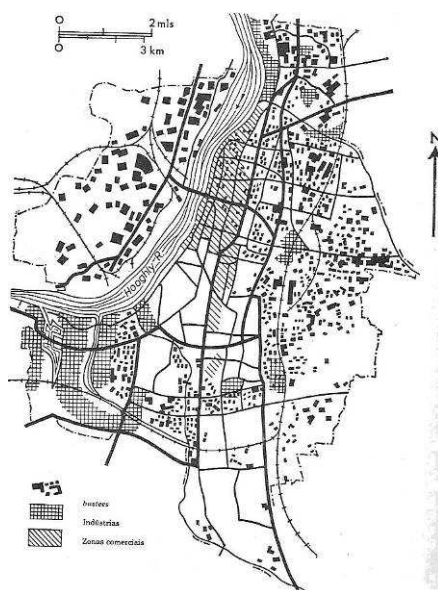 2 mls
3 km
N
Hooghly R.
bustees
Indústrias
Zonas comerciais